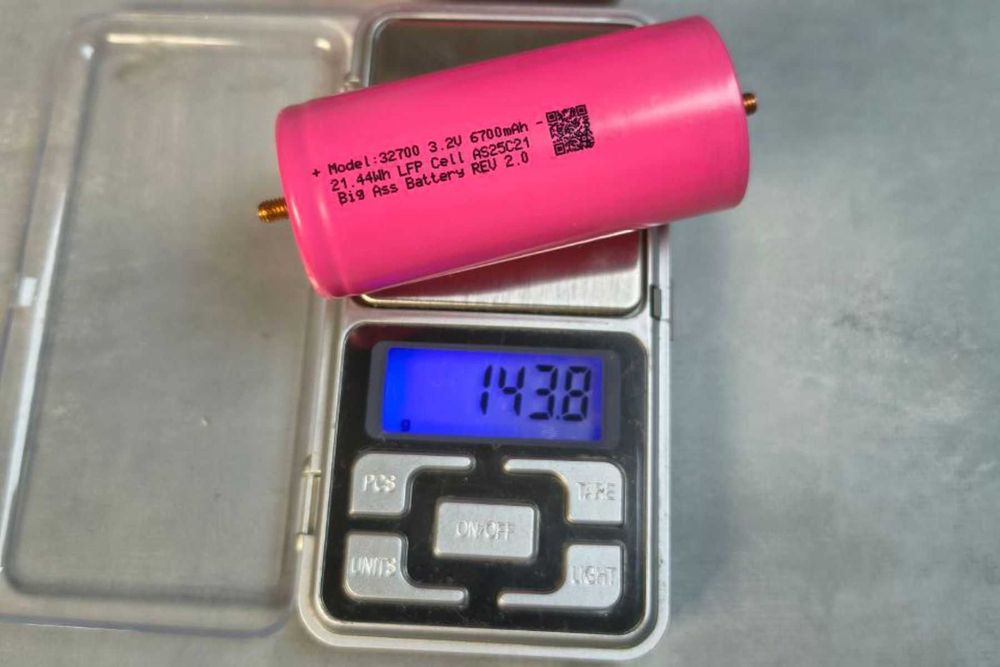 + Model:32700 3.2V 6700mAh -
21.44Wh LFP Cell AS25C21
Big Ass Battery REV 2.0
143.8
g
PCS
TARE
ON/OFF
UNITS
LIGHT